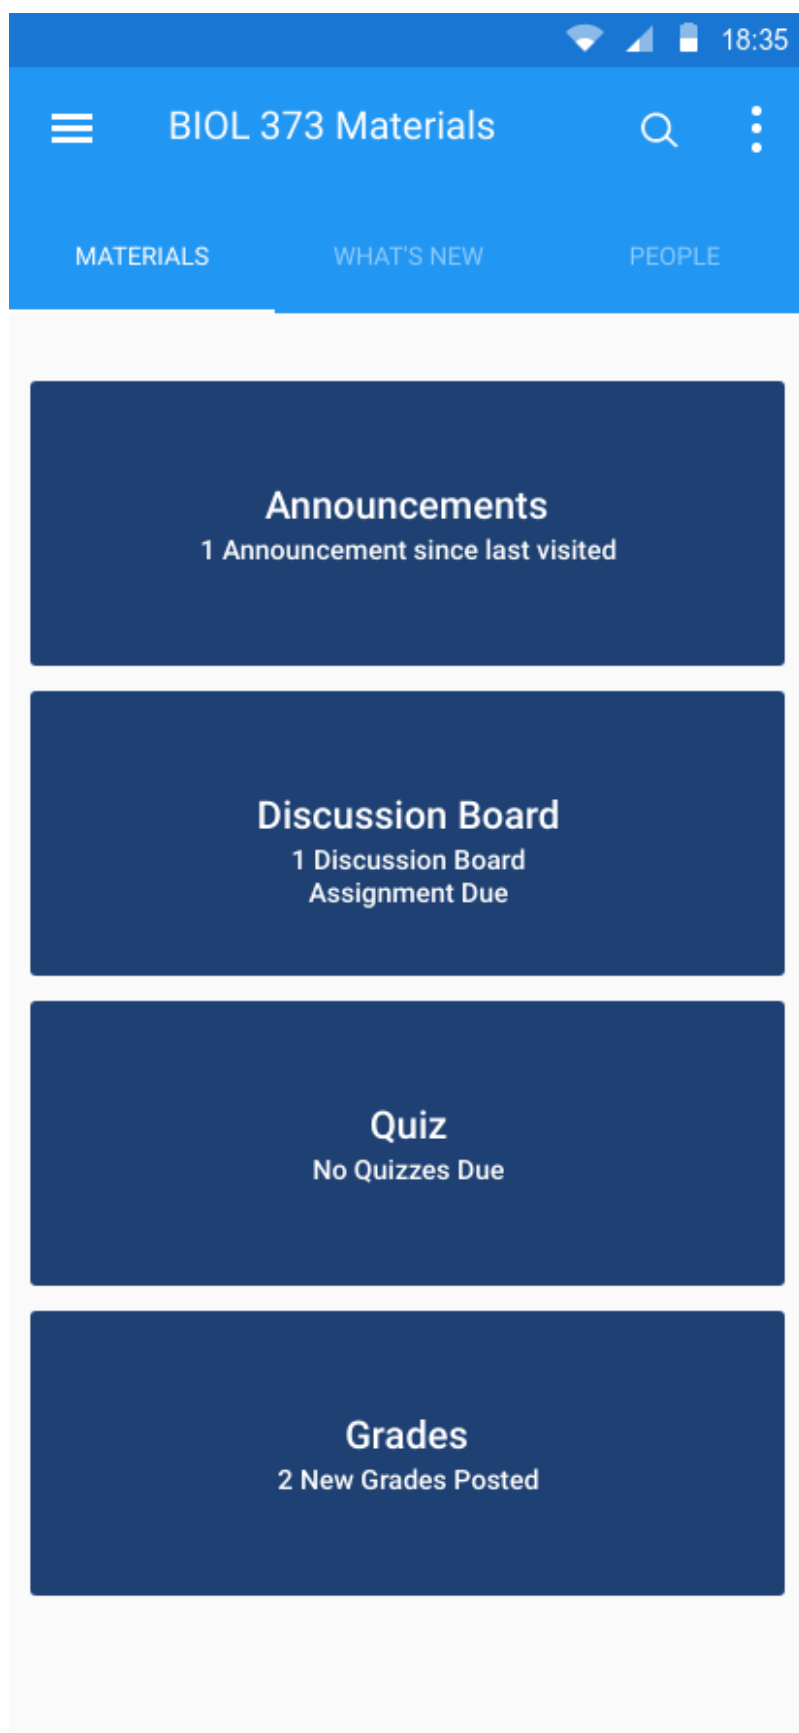 18:35
BIOL 373 Materials
MATERIALS WHAT'S NEW PEOPLE
Announcements
1 Announcement since last visited
Discussion Board
1 Discussion Board
Assignment Due
Quiz
No Quizzes Due
Grades
2 New Grades Posted